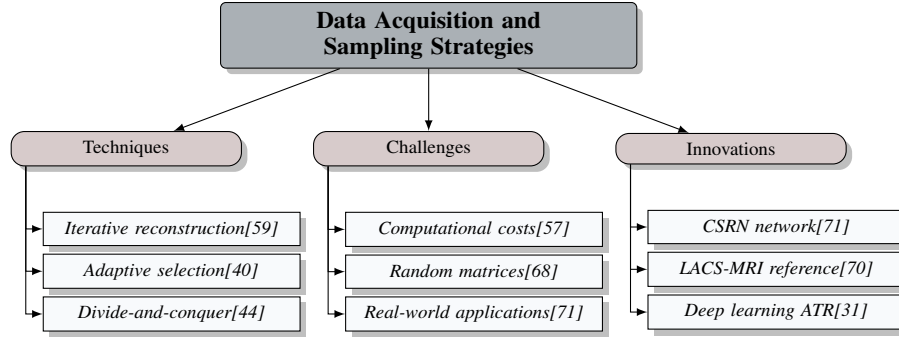 Data Acquisition and
Sampling Strategies
Techniques
Iterative reconstruction[59]
Adaptive selection[40]
Divide-and-conquer[44]
Challenges
Computational costs[57]
Random matrices[68]
Real-world applications[71]
Innovations
CSRN network[71]
LACS-MRI reference[70]
Deep learning ATR[31]